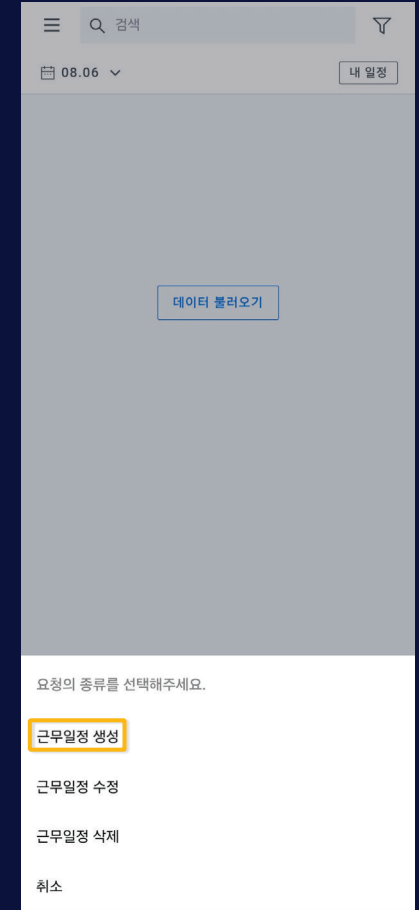 검색
08.06
내 일정
데이터 불러오기
요청의 종류를 선택해주세요.
근무일정 생성
근무일정 수정
근무일정 삭제
취소